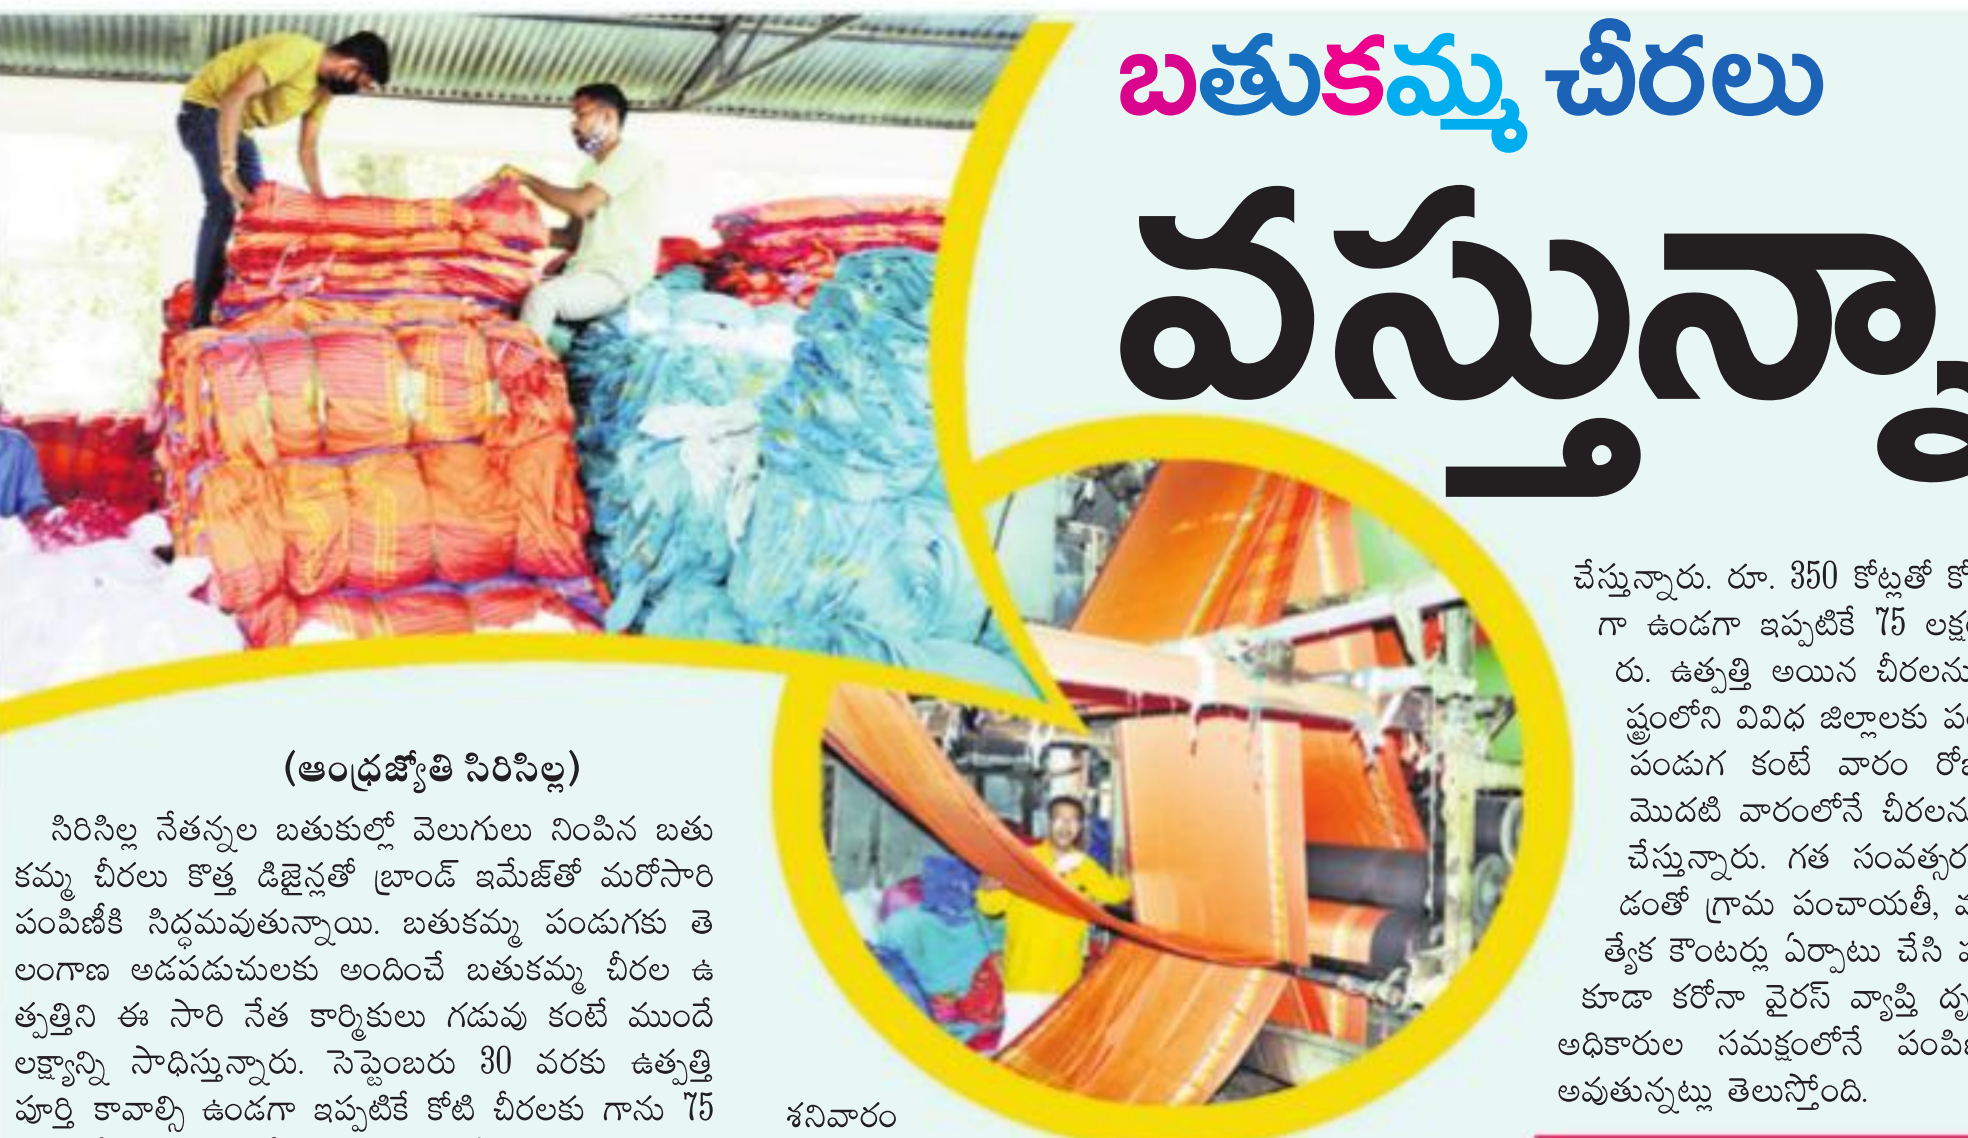 బతుకమ్మ చీరలు
వస్తున్నా
(ఆంధ్రజ్యోతి సిరిసిల్ల)
సిరిసిల్ల నేతన్నల బతుకుల్లో వెలుగులు నింపిన బతు
కమ్మ చీరలు కొత్త డిజైన్లతో బ్రాండ్ ఇమేజ్‌తో మరోసారి
పంపిణీకి సిద్ధమవుతున్నాయి. బతుకమ్మ పండుగకు తె
లంగాణ అడపడుచులకు అందించే బతుకమ్మ చీరల ఉ
త్పత్తిని ఈ సారి నేత కార్మికులు గడువు కంటే ముందే
లక్ష్యాన్ని సాధిస్తున్నారు. సెప్టెంబరు 30 వరకు ఉత్పత్తి
పూర్తి కావాల్సి ఉండగా ఇప్పటికే కోటి చీరలకు గాను 75
శనివారం
చేస్తున్నారు. రూ. 350 కోట్లతో కో
గా ఉండగా ఇప్పటికే 75 లక్ష
రు. ఉత్పత్తి అయిన చీరలను
ష్ట్రంలోని వివిధ జిల్లాలకు
పండుగ కంటే వారం
మొదటి వారంలోనే చీరలను
చేస్తున్నారు. గత సంవత్సర
డంతో గ్రామ పంచాయతీ,
త్యేక కౌంటర్లు ఏర్పాటు చేసి
కూడా కరోనా వైరస్ వ్యాప్తి
అధికారుల సమక్షంలోనే
అవుతున్నట్లు తెలుస్తోంది.